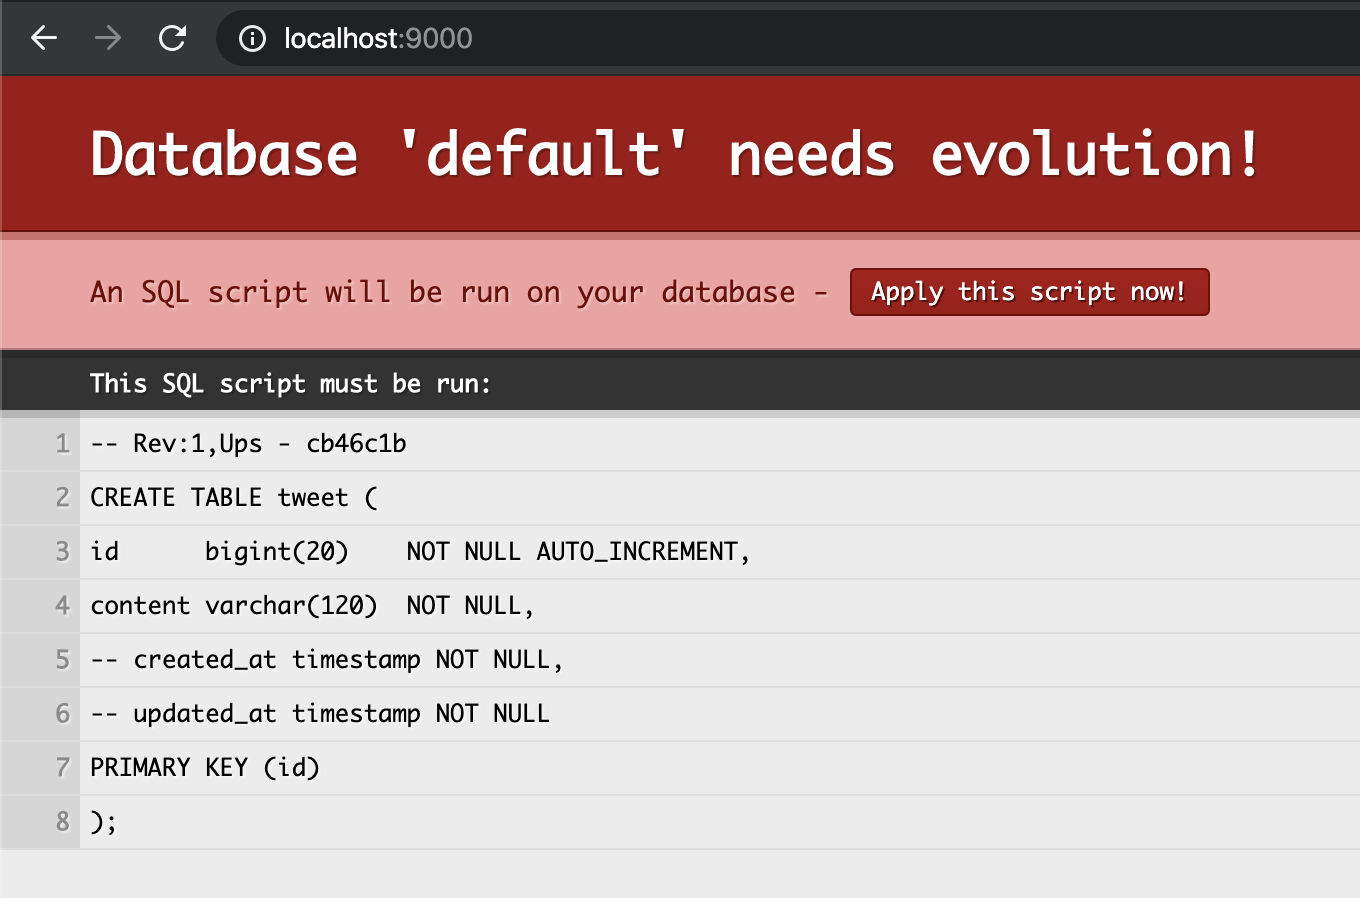 localhost:9000
Database 'default' needs evolution!
An SQL script will be run on your database - Apply this script now!
This SQL script must be run:
1 -- Rev:1,Ups - cb46c1b
2 CREATE TABLE tweet (
3 id      bigint(20)    NOT NULL AUTO_INCREMENT,
4 content varchar(120)  NOT NULL,
5 -- created_at timestamp NOT NULL,
6 -- updated_at timestamp NOT NULL
7 PRIMARY KEY (id)
8 );